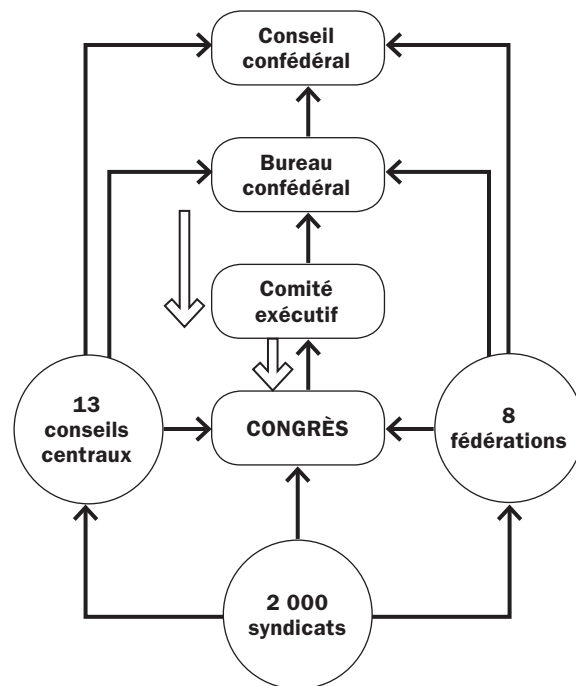 Conseil
confédéral
Bureau
confédéral
Comité
exécutif
13
conseils
centraux
CONGRÈS
8
fédérations
2 000
syndicats